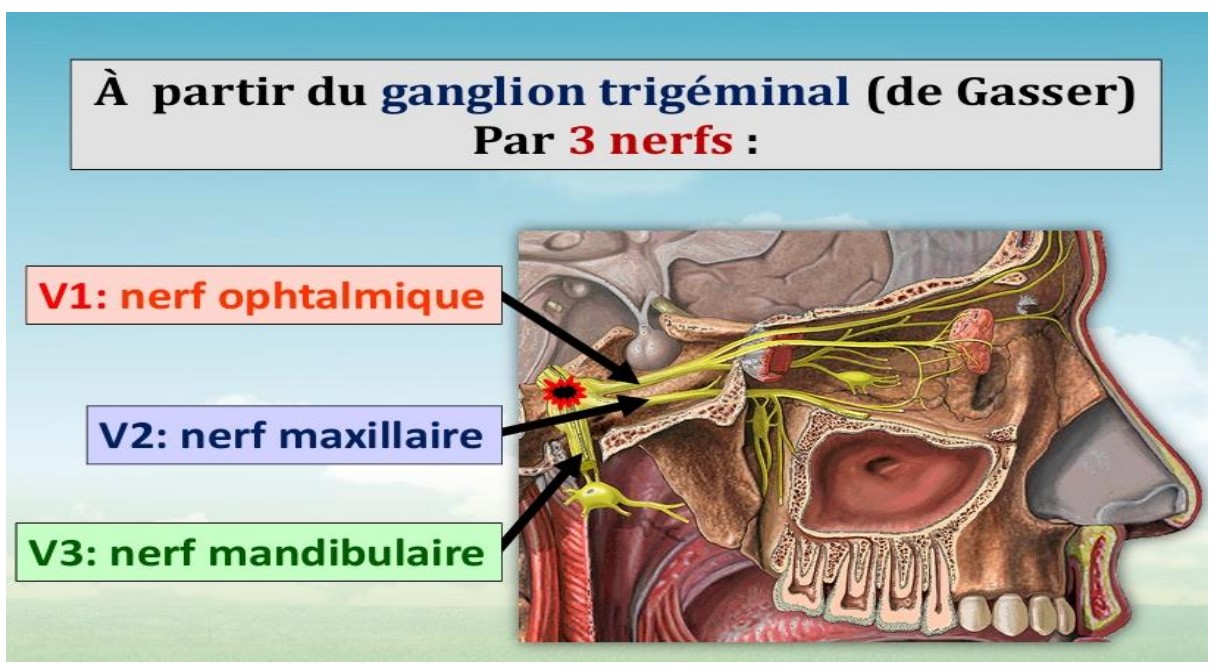 À partir du ganglion trigéminal (de Gasser)
Par 3 nerfs :
V1: nerf ophtalmique
V2: nerf maxillaire
V3: nerf mandibulaire